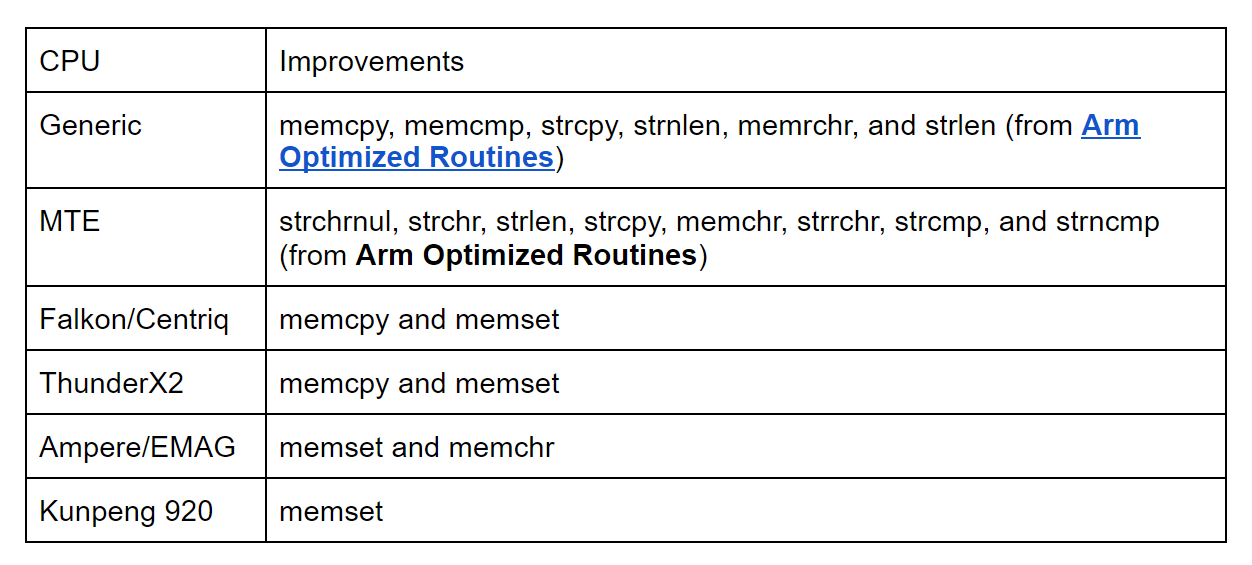 CPU
Improvements
Generic
memcpy, memcmp, strcpy, strnlen, memrchr, and strlen (from Arm
Optimized Routines)
MTE
strchrnul, strchr, strlen, strcpy, memchr, strrchr, strcmp, and strncmp
(from Arm Optimized Routines)
Falkon/Centriq
memcpy and memset
ThunderX2
memcpy and memset
Ampere/EMAG
memset and memchr
Kunpeng 920
memset